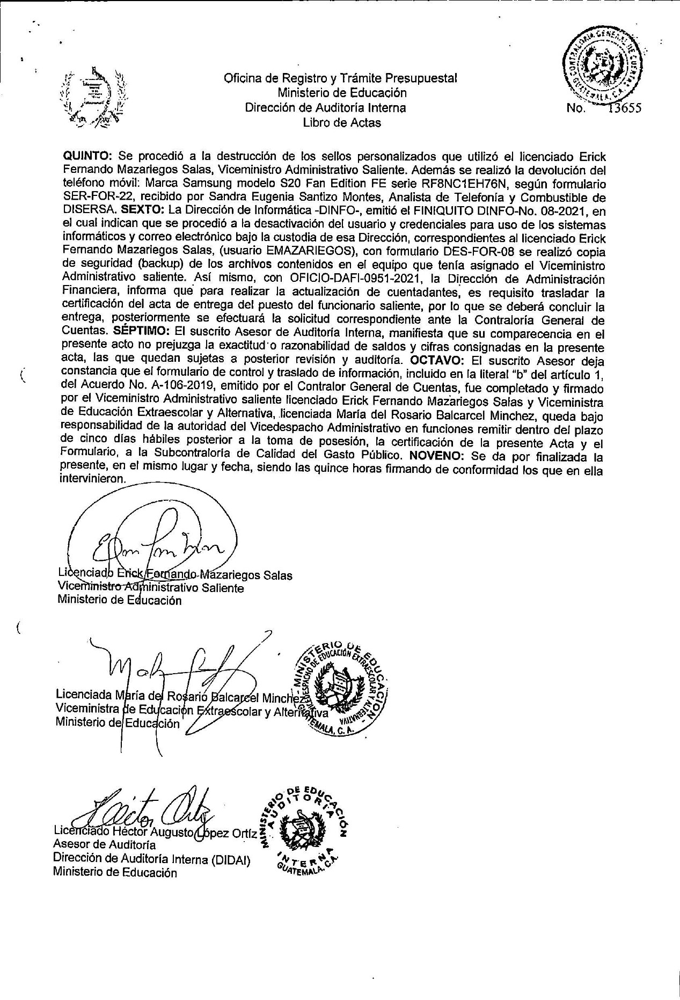 CONTRALORÍA GENERAL DE CUENTAS
GUATEMALA, C.A.
Oficina de Registro y Trámite Presupuestal
Ministerio de Educación
Dirección de Auditoría Interna
Libro de Actas
No. 13655
QUINTO: Se procedió a la destrucción de los sellos personalizados que utilizó el licenciado Erick
Fernando Mazariegos Salas, Viceministro Administrativo Saliente. Además se realizó la devolución del
teléfono móvil: Marca Samsung modelo S20 Fan Edition FE serie RF8NC1EH76N, según formulario
SER-FOR-22, recibido por Sandra Eugenia Santizo Montes, Analista de Telefonía y Combustible de
DISERSA. SEXTO: La Dirección de Informática -DINFO-, emitió el FINIQUITO DINFO-No. 08-2021, en
el cual indican que se procedió a la desactivación del usuario y credenciales para uso de los sistemas
informáticos y correo electrónico bajo la custodia de esa Dirección, correspondientes al licenciado Erick
Fernando Mazariegos Salas, (usuario EMAZARIEGOS), con formulario DES-FOR-08 se realizó copia
de seguridad (backup) de los archivos contenidos en el equipo que tenía asignado el Viceministro
Administrativo saliente. Así mismo, con OFICIO-DAFI-0951-2021, la Dirección de Administración
Financiera, informa que para realizar la actualización de cuentadantes, es requisito trasladar la
certificación del acta de entrega del puesto del funcionario saliente, por lo que se deberá concluir la
entrega, posteriormente se efectuará la solicitud correspondiente ante la Contraloría General de
Cuentas. SÉPTIMO: El suscrito Asesor de Auditoría Interna, manifiesta que su comparecencia en el
presente acto no prejuzga la exactitud o razonabilidad de saldos y cifras consignadas en la presente
acta, las que quedan sujetas a posterior revisión y auditoría. OCTAVO: El suscrito Asesor deja
constancia que el formulario de control y traslado de información, incluido en la literal “b” del artículo 1,
del Acuerdo No. A-106-2019, emitido por el Contralor General de Cuentas, fue completado y firmado
por el Viceministro Administrativo saliente licenciado Erick Fernando Mazariegos Salas y Viceministra
de Educación Extraescolar y Alternativa, licenciada María del Rosario Balcarcel Minchez, queda bajo
responsabilidad de la autoridad del Vicedespacho Administrativo en funciones remitir dentro del plazo
de cinco días hábiles posterior a la toma de posesión, la certificación de la presente Acta y el
Formulario, a la Subcontraloría de Calidad del Gasto Público. NOVENO: Se da por finalizada la
presente, en el mismo lugar y fecha, siendo las quince horas firmando de conformidad los que en ella
intervinieron.
Licenciado Erick Fernando Mazariegos Salas
Viceministro Administrativo Saliente
Ministerio de Educación
Licenciada María del Rosario Balcarcel Minchez
Viceministra de Educación Extraescolar y Alternativa
Ministerio de Educación
MINISTERIO DE EDUCACIÓN
VICEDESPACHO DE EDUCACIÓN EXTRAESCOLAR Y ALTERNATIVA
GUATEMALA, C. A.
Licenciado Héctor Augusto López Ortíz
Asesor de Auditoría
Dirección de Auditoría Interna (DIDAI)
Ministerio de Educación
MINISTERIO DE EDUCACIÓN
AUDITORÍA
INTERNA
GUATEMALA, C.A.